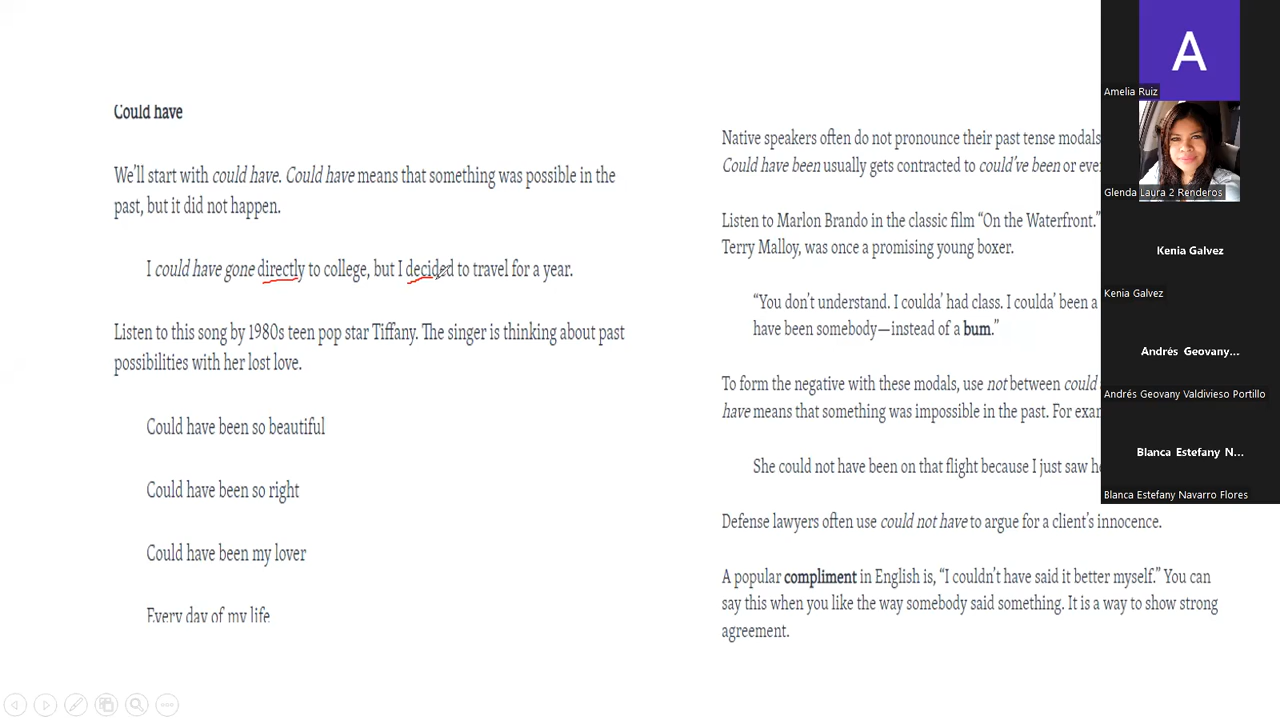 Could have
We'll start with could have. Could have means that something was possible in the
past, but it did not happen.
I could have gone directly to college, but I decided to travel for a year.
Listen to this song by 1980s teen pop star Tiffany. The singer is thinking about past
possibilities with her lost love.
Could have been so beautiful
Could have been so right
Could have been my lover
Every day of my life
Native speakers often do not pronounce their past tense modals
Could have been usually gets contracted to could've been or
Listen to Marlon Brando in the classic film “On the Waterfront.”
Terry Malloy, was once a promising young boxer.
“You don't understand. I coulda' had class. I coulda' been a
have been somebody—instead of a bum.”
To form the negative with these modals, use not between could
have means that something was impossible in the past. For
She could not have been on that flight because I just saw
Defense lawyers often use could not have to argue for a client's innocence.
A popular compliment in English is, “I couldn't have said it better myself.” You can
say this when you like the way somebody said something. It is a way to show strong
agreement.
A
Amelia Ruiz
Glenda Laura 2 Renderos
Kenia Galvez
Kenia Galvez
Andrés Geovany...
Andrés Geovany Valdivieso Portillo
Blanca Estefany N...
Blanca Estefany Navarro Flores